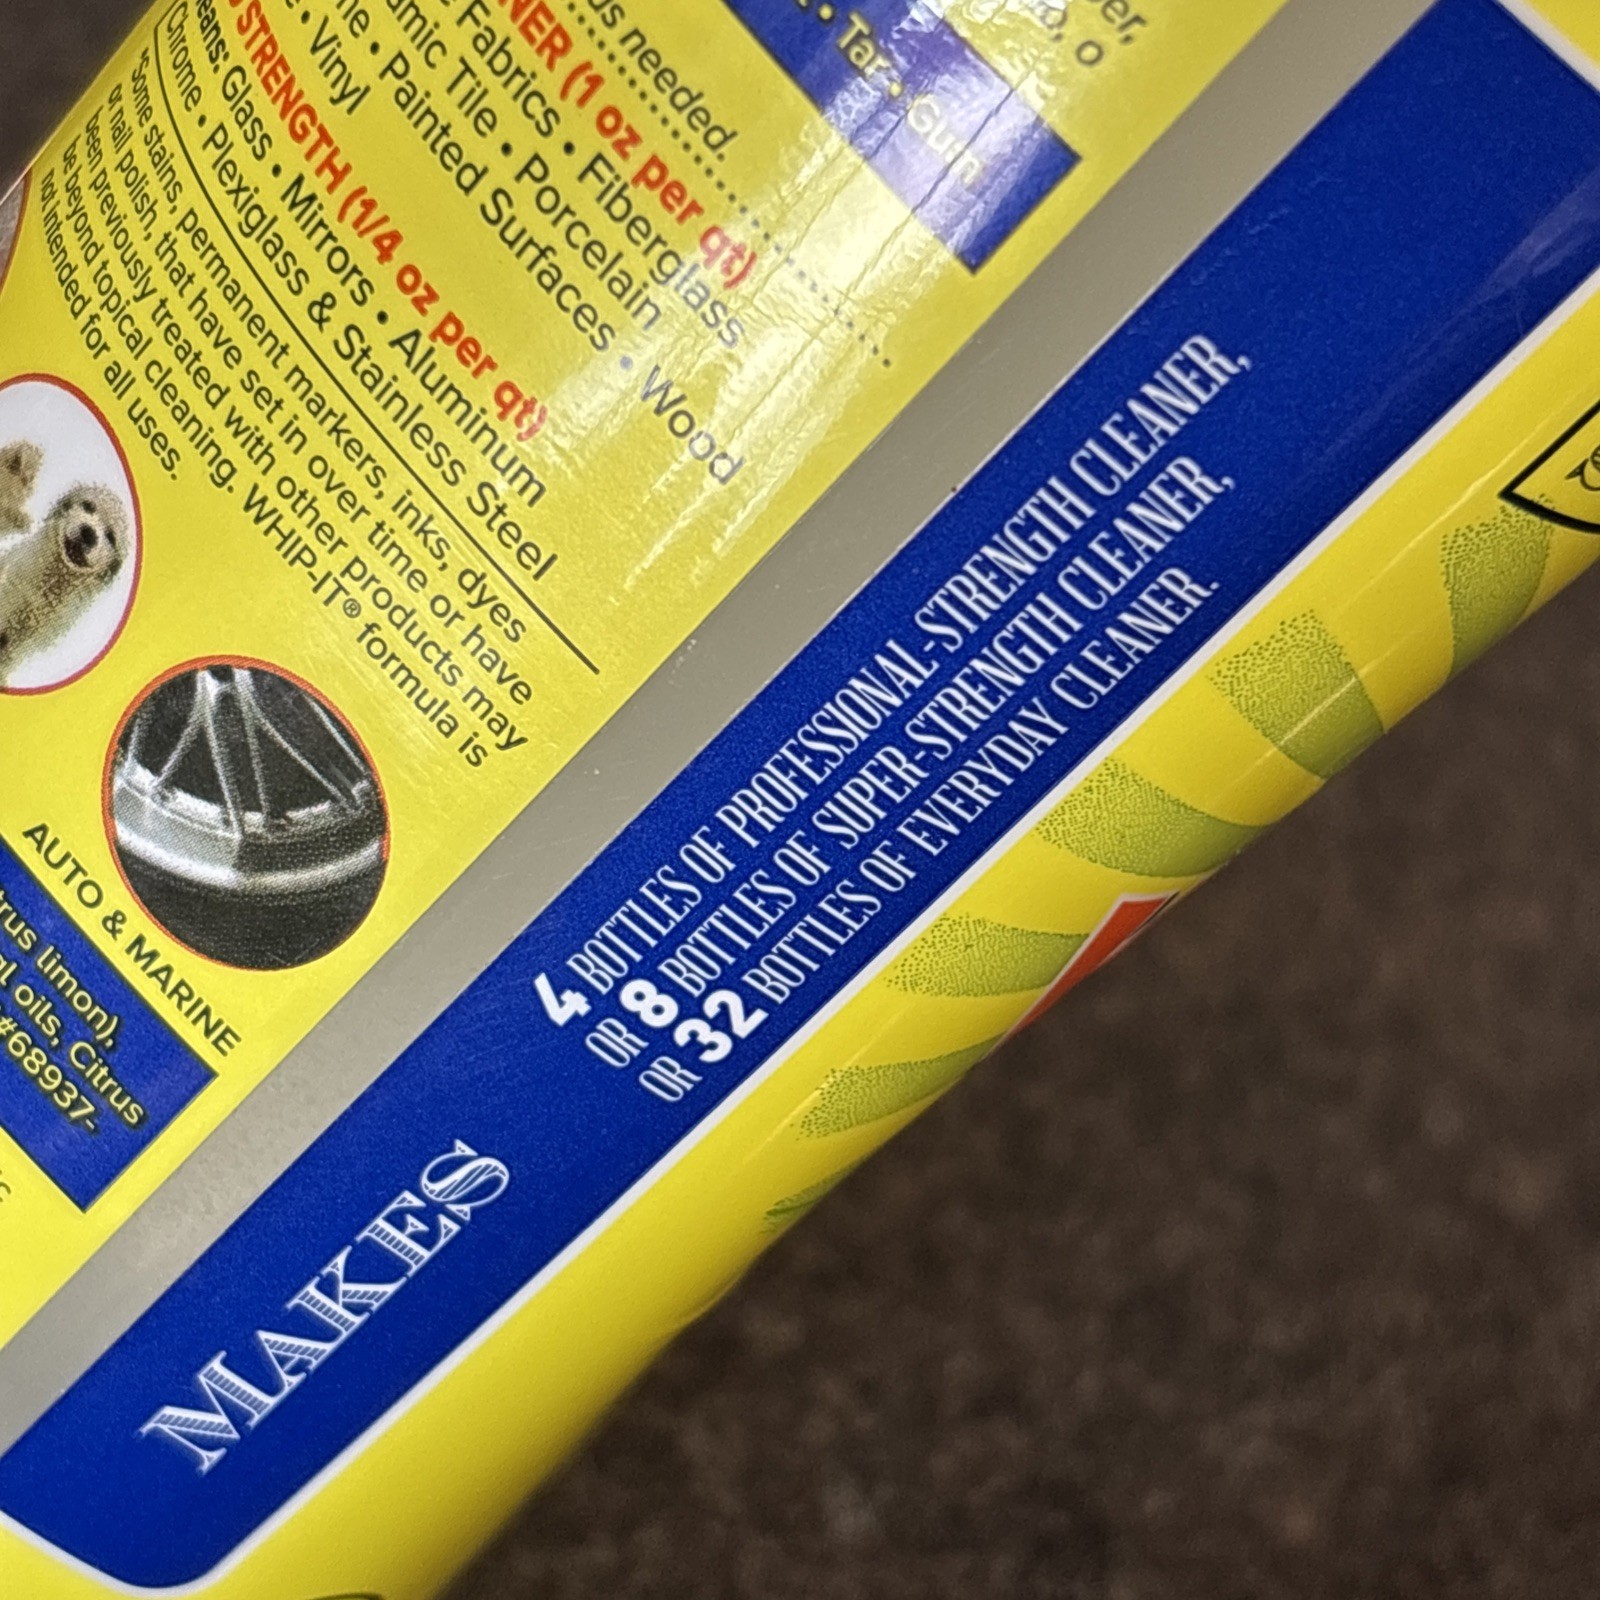 us needed.
NER (1 oz per qt)
Fabrics • Fiberglass
amic Tile • Porcelain
• Painted Surfaces • Wood
• Vinyl
STRENGTH (1/4 oz per qt)
eans: Glass • Mirrors • Aluminum
Chrome • Plexiglass & Stainless Steel
*Some stains, permanent markers, inks, dyes
or nail polish, that have set in over time or have
been previously treated with other products may
be beyond topical cleaning. WHIP-IT® formula is
not intended for all uses.
• Tar • Gum
AUTO & MARINE
trus limon),
al oils, Citrus
#68937-
MAKES
4 BOTTLES OF PROFESSIONAL-STRENGTH CLEANER,
OR 8 BOTTLES OF SUPER-STRENGTH CLEANER,
OR 32 BOTTLES OF EVERYDAY CLEANER.